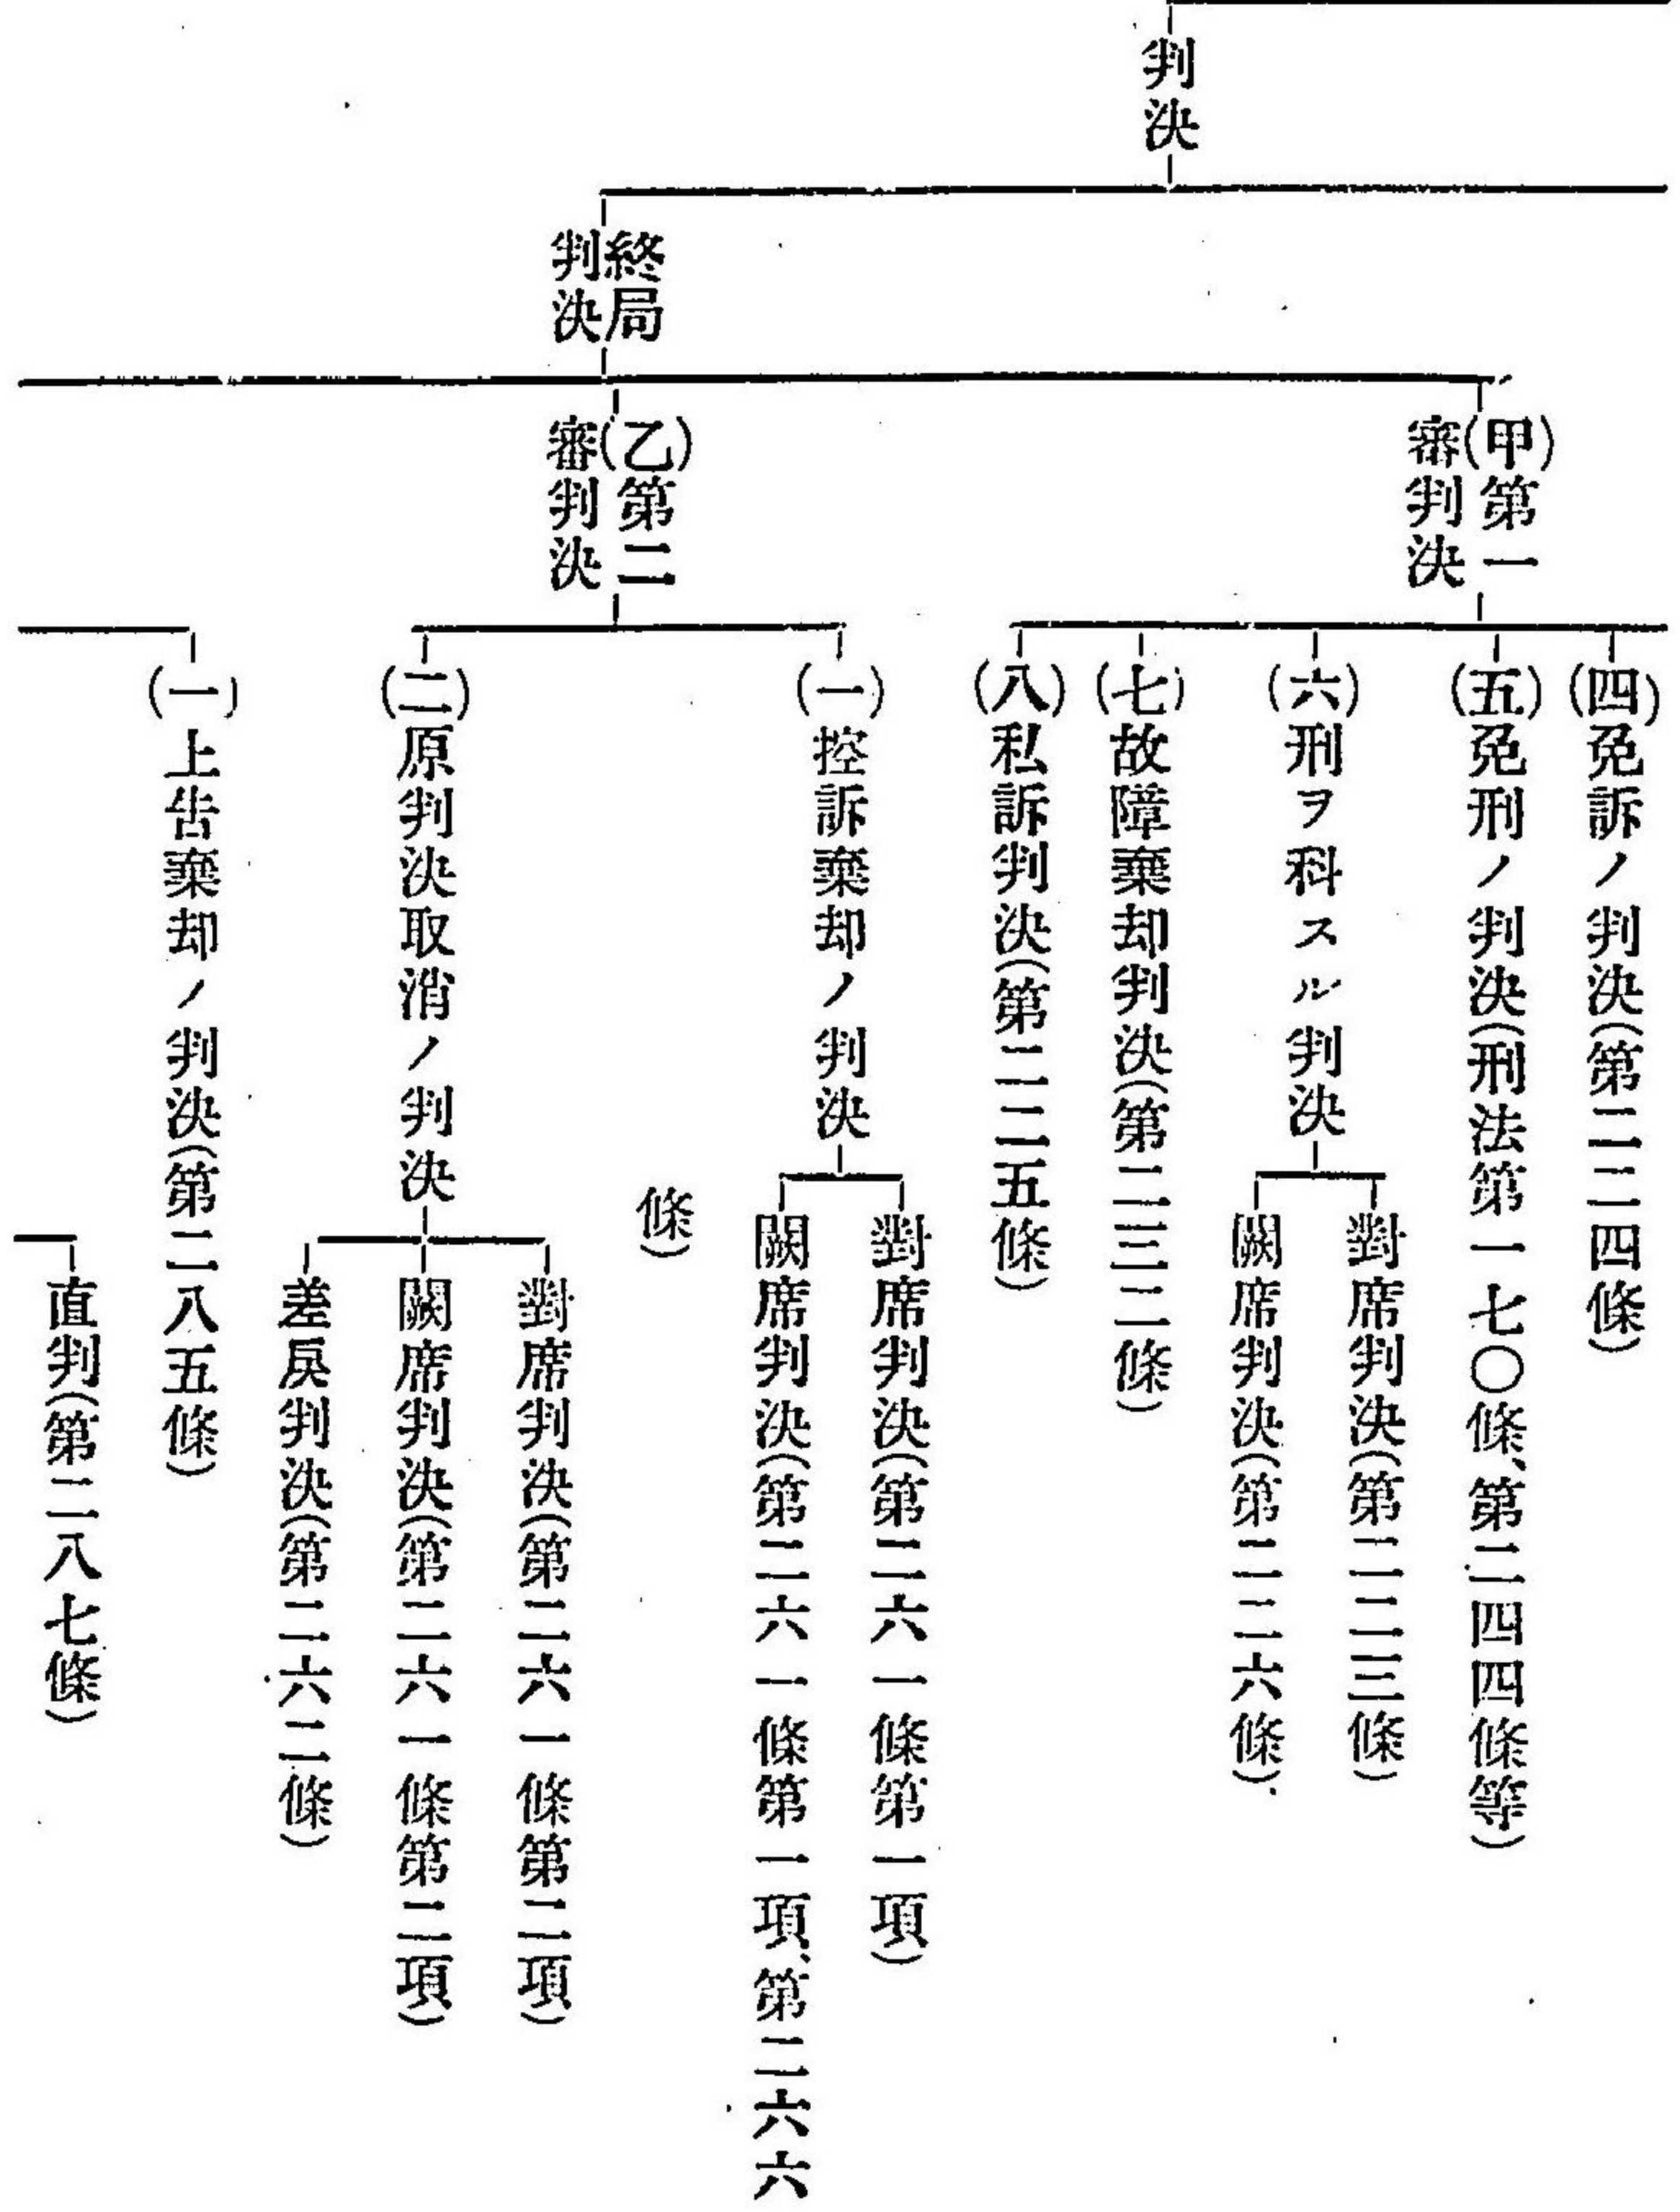 判決
終局
判決
(甲)第一
審判決
(四)免訴ノ判決(第二二四條)
(五)免刑ノ判決(刑法第一七〇條、第二四四條等)
(六)刑ヲ科スル判決
對席判決(第二二三條)
闕席判決(第二二六條)
(七)故障棄却判決(第二三二條)
(八)私訴判決(第二二五條)
(乙)第二
審判決
(一)控訴棄却ノ判決
對席判決(第二六一條第一項)
闕席判決(第二六一條第一項、第二六六
條)
(二)原判決取消ノ判決
對席判決(第二六一條第二項)
闕席判決(第二六一條第二項)
差戾判決(第二六二條)
(一)上告棄却ノ判決(第二八五條)
直判(第二八七條)